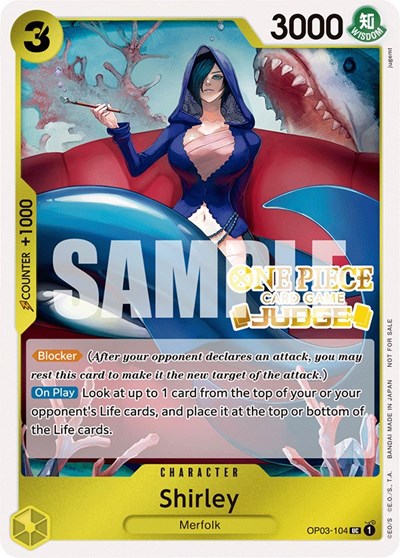 3
3000
知
WISDOM
jugemt
COUNTER +1000
SAMPLE
ONE PIECE
CARD GAME
JUDGE
Blocker (After your opponent declares an attack, you may
rest this card to make it the new target of the attack.)
On Play Look at up to 1 card from the top of your or your
opponent's Life cards, and place it at the top or bottom of
the Life cards.
CHARACTER
Shirley
Merfolk
OP03-104 UC 1
©EO/S ©E.O./S., T.A. BANDAI MADE IN JAPAN NOT FOR SALE